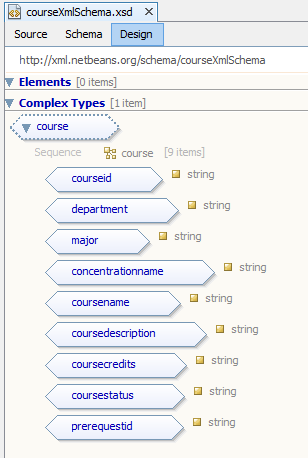 courseXmlSchema.xsd
Source Schema Design
http://xml.netbeans.org/schema/courseXmlSchema
Elements [0 items]
Complex Types [1 item]
course
Sequence course [9 items]
courseid string
department string
major string
concentrationname string
coursename string
coursedescription string
coursecredits string
coursestatus string
prerequestid string